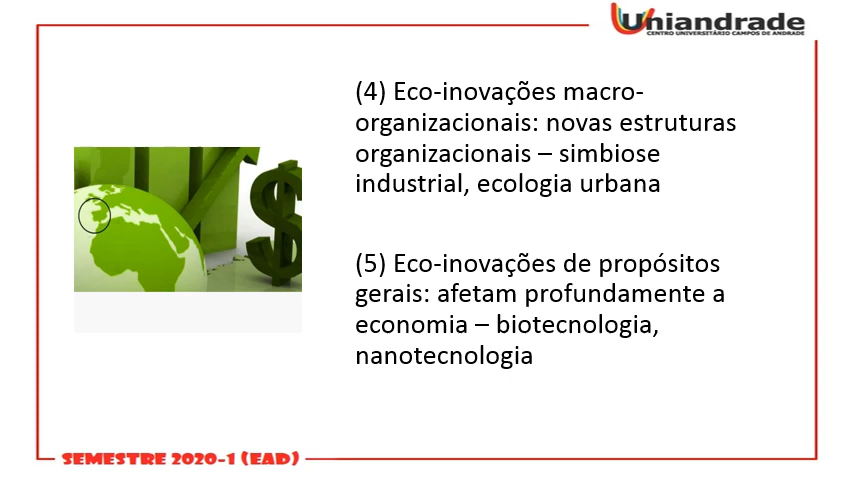 Uniandrade
CENTRO UNIVERSITÁRIO CAMPOS DE ANDRADE
(4) Eco-inovações macro-
organizacionais: novas estruturas
organizacionais – simbiose
industrial, ecologia urbana
(5) Eco-inovações de propósitos
gerais: afetam profundamente a
economia – biotecnologia,
nanotecnologia
SEMESTRE 2020-1 (EAD)